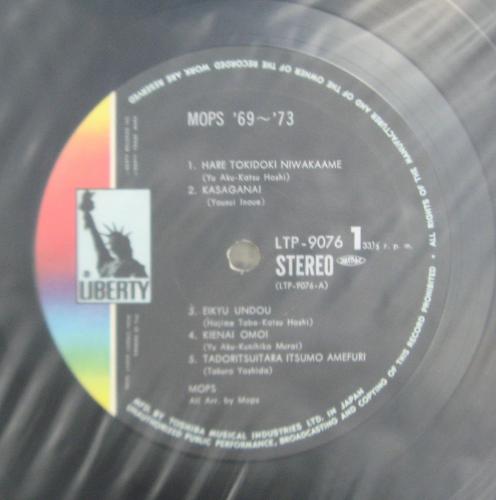 MOPS '69~'73
1. HARE TOKIDOKI NIWAKAAME
(Yu Aku-Katsu Hoshi)
2. KASAGANAI
(Yousui Inoue)
LTP-9076 1 33⅓ r. p. m.
STEREO
(LTP-9076-A)
LIBERTY
3. EIKYU UNDOU
(Hajime Taba-Katsu Hoshi)
4. KIENAI OMOI
(Yu Aku-Kunihiko Murai)
5. TADORITSUITARA ITSUMO AMEFURI
(Takuro Yoshida)
MOPS
All Arr. by Mops
MFG. BY TOSHIBA MUSICAL INDUSTRIES LTD. IN JAPAN
ALL RIGHTS OF THE MANUFACTURER AND OF THE OWNER OF THE RECORDED WORK ARE RESERVED
UNAUTHORIZED PUBLIC PERFORMANCE, BROADCASTING AND COPYING OF THIS RECORD PROHIBITED